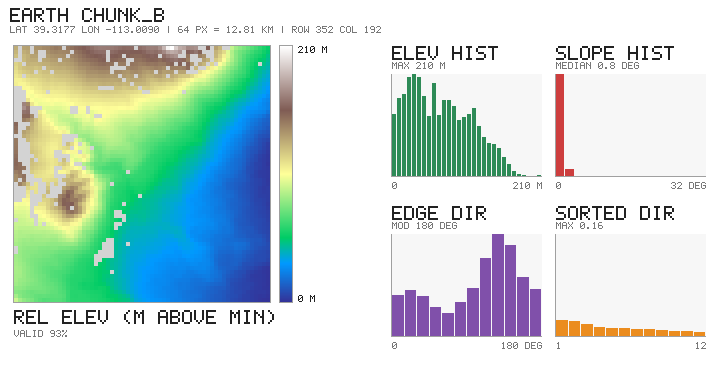 EARTH CHUNK_B
LAT 39.3177 LON -113.0090 | 64 PX = 12.81 KM | ROW 352 COL 192
210 M
0 M
REL ELEV (M ABOVE MIN)
VALID 93%
ELEV HIST
MAX 210 M
0 210 M
SLOPE HIST
MEDIAN 0.8 DEG
0 32 DEG
EDGE DIR
MOD 180 DEG
0 180 DEG
SORTED DIR
MAX 0.16
1 12